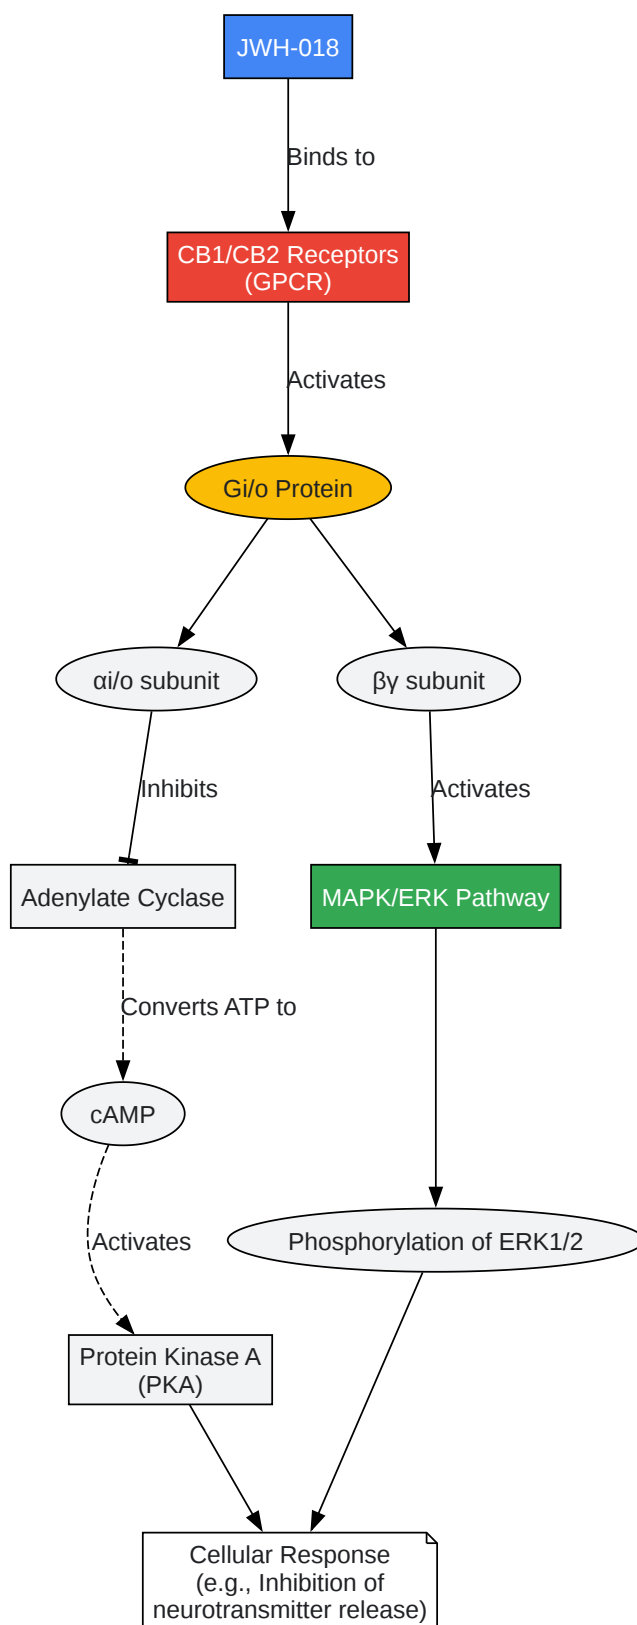 JWH-018
Binds to
CB1/CB2 Receptors
(GPCR)
Activates
Gi/o Protein
αi/o subunit
βγ subunit
Inhibits
Activates
Adenylate Cyclase
MAPK/ERK Pathway
Converts ATP to
cAMP
Activates
Phosphorylation of ERK1/2
Protein Kinase A
(PKA)
Cellular Response
(e.g., Inhibition of
neurotransmitter release)